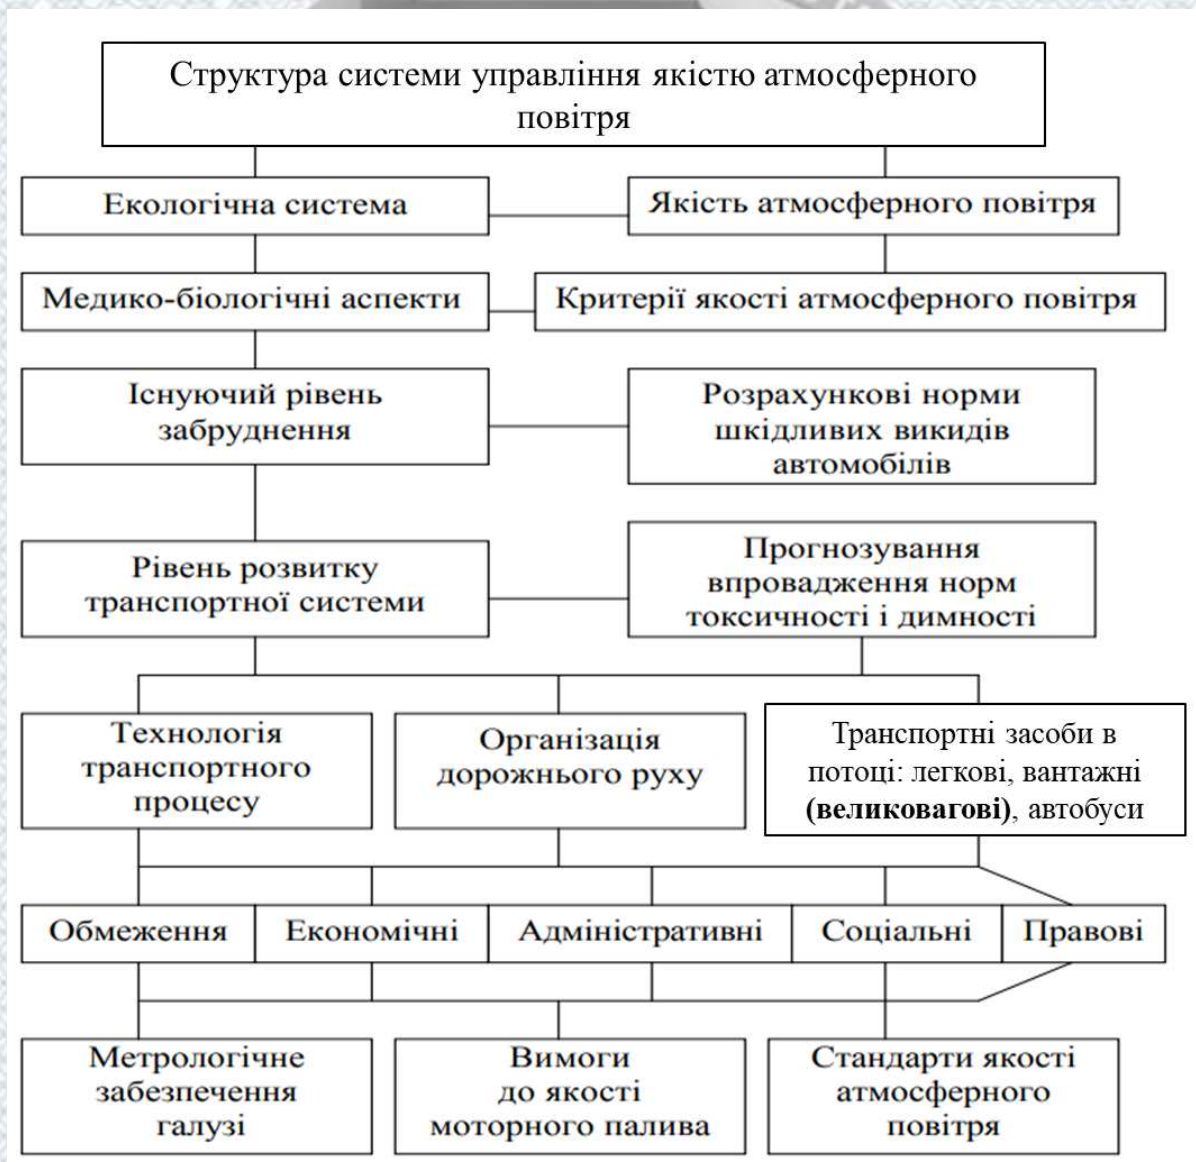 Структура системи управління якістю атмосферного
повітря
Екологічна система
Якість атмосферного повітря
Медико-біологічні аспекти
Критерії якості атмосферного повітря
Існуючий рівень
забруднення
Розрахункові норми
шкідливих викидів
автомобілів
Рівень розвитку
транспортної системи
Прогнозування
впровадження норм
токсичності і димності
Технологія
транспортного
процесу
Організація
дорожнього руху
Транспортні засоби в
потоці: легкові, вантажні
(великовагові), автобуси
Обмеження
Економічні
Адміністративні
Соціальні
Правові
Метрологічне
забезпечення
галузі
Вимоги
до якості
моторного палива
Стандарти якості
атмосферного
повітря